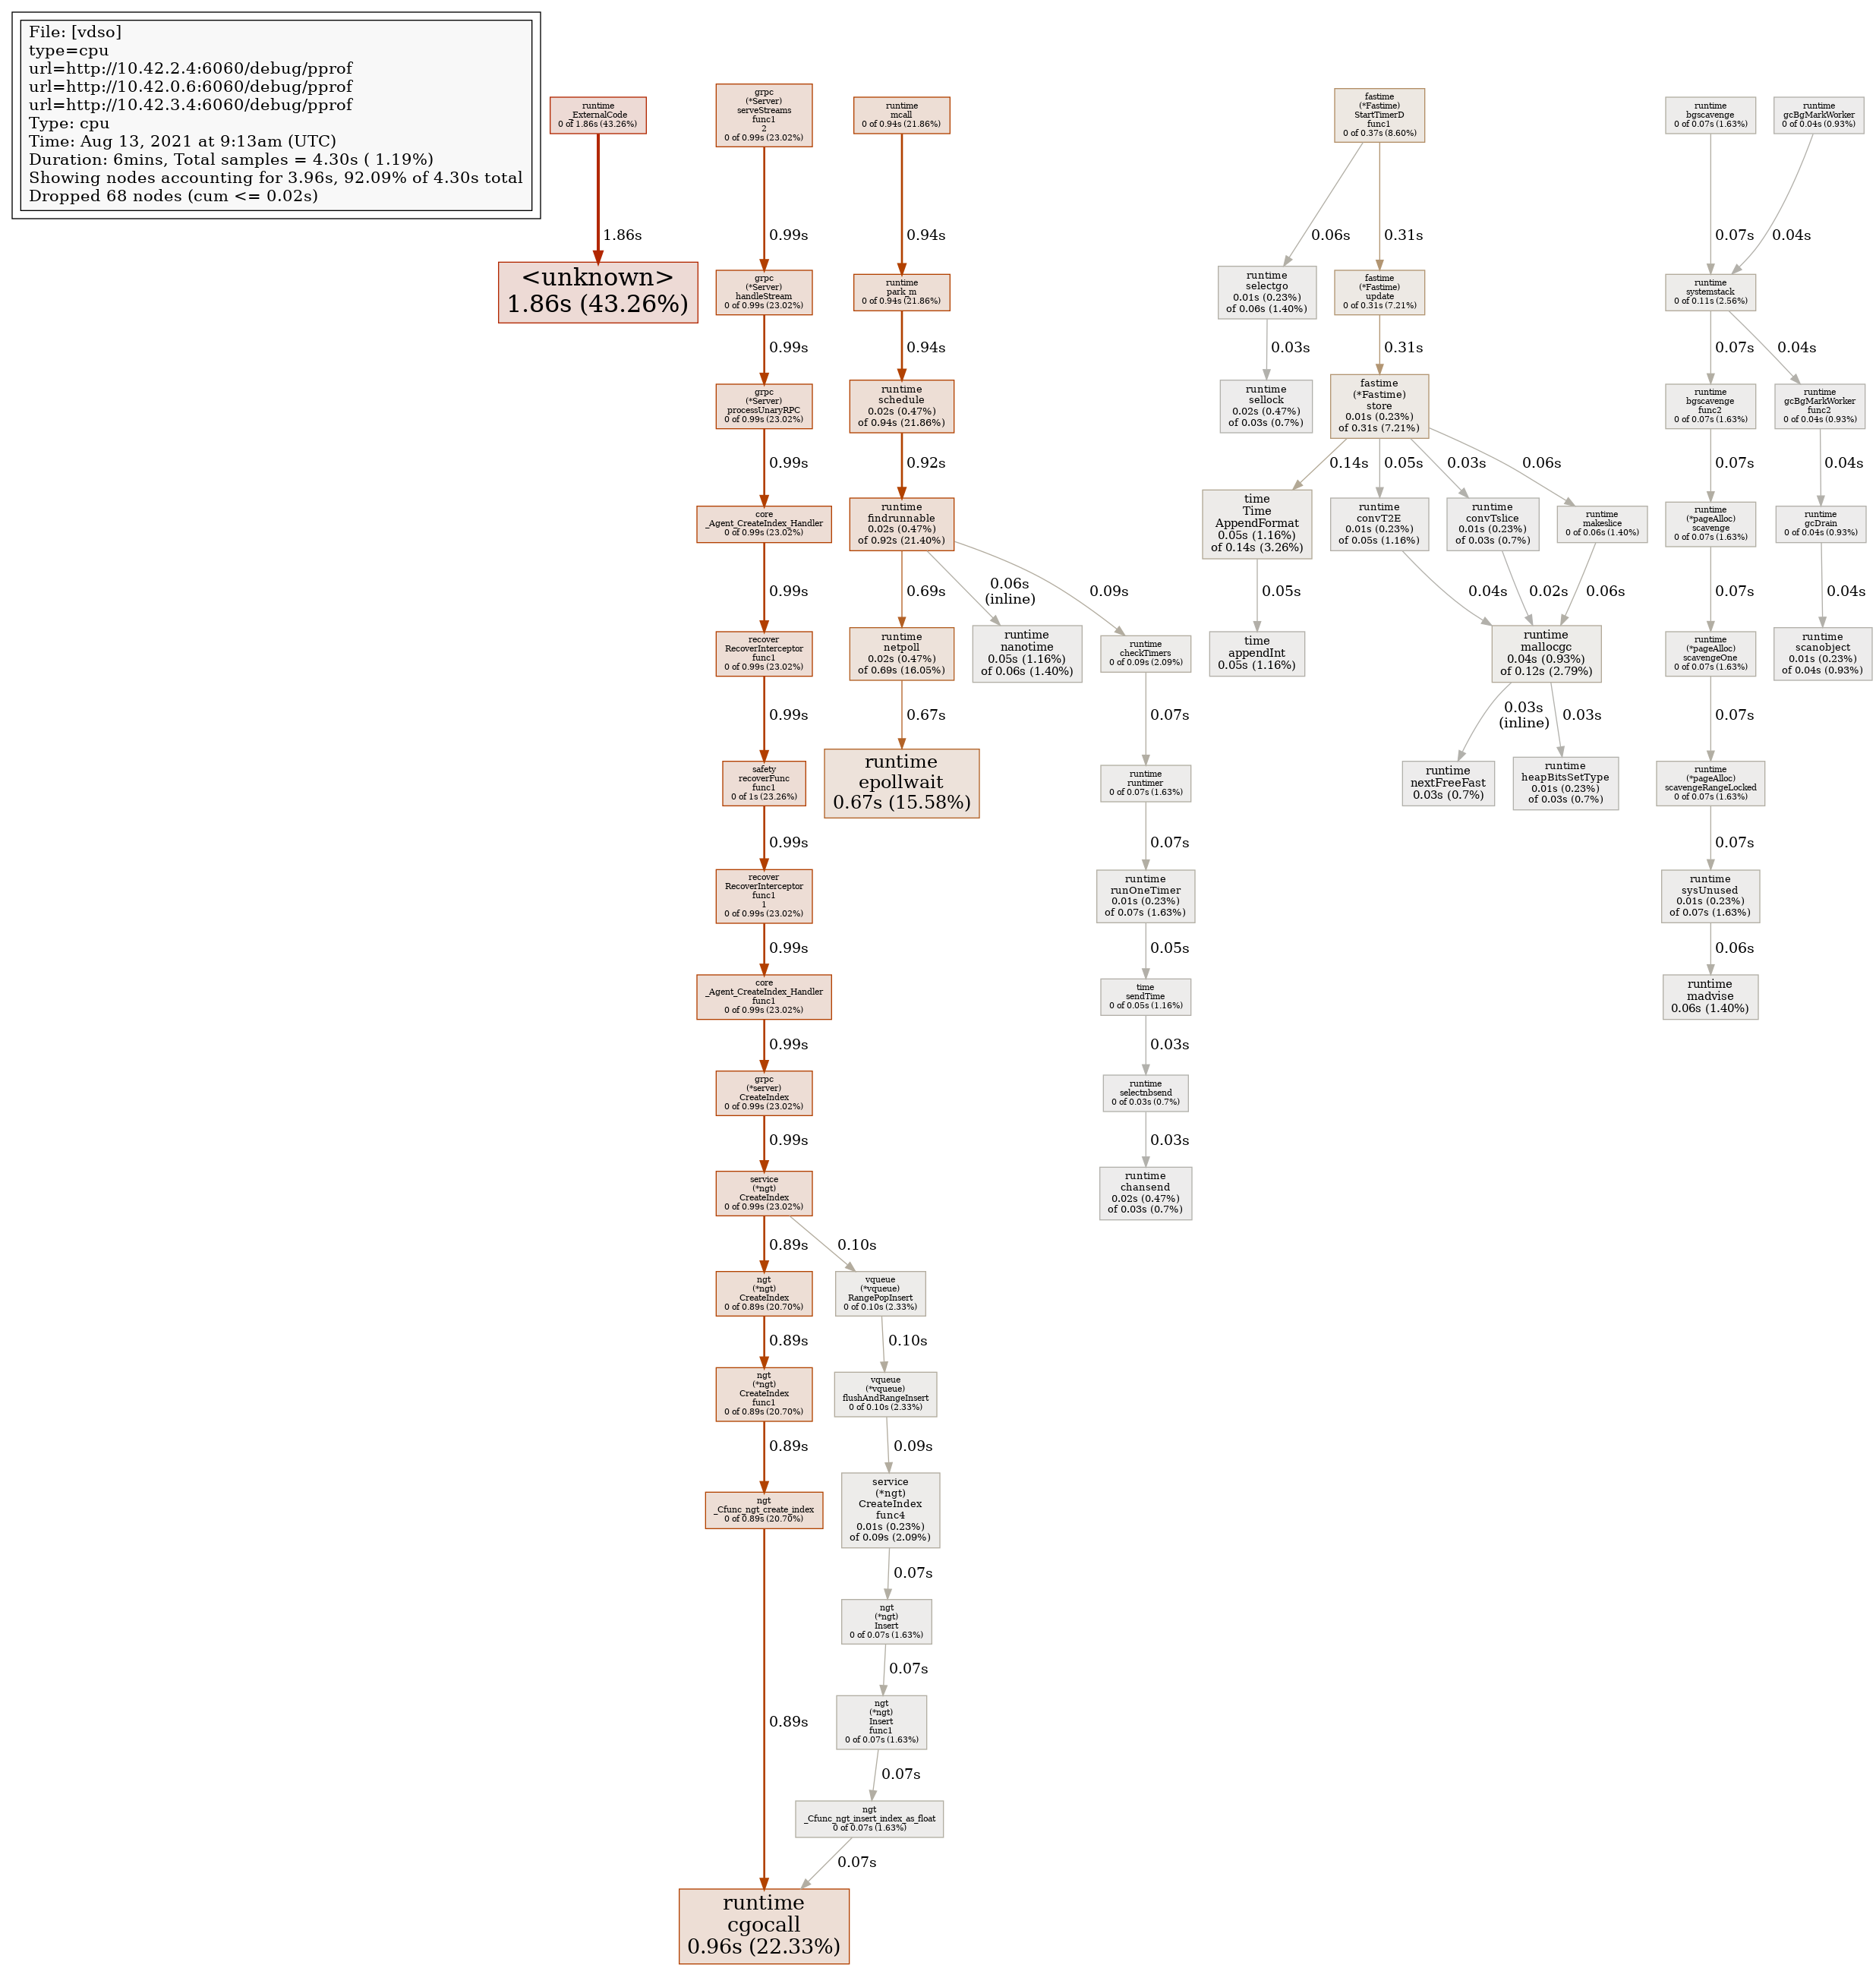 File: [vdso]
type=cpu
url=http://10.42.2.4:6060/debug/pprof
url=http://10.42.0.6:6060/debug/pprof
url=http://10.42.3.4:6060/debug/pprof
Type: cpu
Time: Aug 13, 2021 at 9:13am (UTC)
Duration: 6mins, Total samples = 4.30s ( 1.19%)
Showing nodes accounting for 3.96s, 92.09% of 4.30s total
Dropped 68 nodes (cum <= 0.02s)
runtime
ExternalCode
0 of 1.86s (43.26%)
1.86s
<unknown>
1.86s (43.26%)
grpc
(*Server)
serveStreams
func1
2
0 of 0.99s (23.02%)
0.99s
grpc
(*Server)
handleStream
0 of 0.99s (23.02%)
0.99s
grpc
(*Server)
processUnaryRPC
0 of 0.99s (23.02%)
0.99s
core
_Agent_CreateIndex_Handler
0 of 0.99s (23.02%)
0.99s
recover
RecoverInterceptor
func1
0 of 0.99s (23.02%)
0.99s
safety
recoverFunc
func1
0 of 1s (23.26%)
0.99s
recover
RecoverInterceptor
func1
1
0 of 0.99s (23.02%)
0.99s
core
_Agent_CreateIndex_Handler
func1
0 of 0.99s (23.02%)
0.99s
grpc
(*server)
CreateIndex
0 of 0.99s (23.02%)
0.99s
service
(*ngt)
CreateIndex
0 of 0.99s (23.02%)
0.89s
0.10s
ngt
(*ngt)
CreateIndex
0 of 0.89s (20.70%)
0.89s
ngt
(*ngt)
CreateIndex
func1
0 of 0.89s (20.70%)
0.89s
ngt
_Cfunc_ngt_create_index
0 of 0.89s (20.70%)
0.89s
vqueue
(*vqueue)
RangePopInsert
0 of 0.10s (2.33%)
0.10s
vqueue
(*vqueue)
flushAndRangeInsert
0 of 0.10s (2.33%)
0.09s
service
(*ngt)
CreateIndex
func4
0.01s (0.23%)
of 0.09s (2.09%)
0.07s
ngt
(*ngt)
Insert
0 of 0.07s (1.63%)
0.07s
ngt
(*ngt)
Insert
func1
0 of 0.07s (1.63%)
0.07s
ngt
_Cfunc_ngt_insert_index_as_float
0 of 0.07s (1.63%)
0.07s
runtime
cgocall
0.96s (22.33%)
runtime
mcall
0 of 0.94s (21.86%)
0.94s
runtime
park_m
0 of 0.94s (21.86%)
0.94s
runtime
schedule
0.02s (0.47%)
of 0.94s (21.86%)
0.92s
runtime
findrunnable
0.02s (0.47%)
of 0.92s (21.40%)
0.69s
0.06s
(inline)
0.09s
runtime
netpoll
0.02s (0.47%)
of 0.69s (16.05%)
0.67s
runtime
epollwait
0.67s (15.58%)
runtime
nanotime
0.05s (1.16%)
of 0.06s (1.40%)
runtime
checkTimers
0 of 0.09s (2.09%)
0.07s
runtime
runtimer
0 of 0.07s (1.63%)
0.07s
runtime
runOneTimer
0.01s (0.23%)
of 0.07s (1.63%)
0.05s
time
sendTime
0 of 0.05s (1.16%)
0.03s
runtime
selectnbsend
0 of 0.03s (0.7%)
0.03s
runtime
chansend
0.02s (0.47%)
of 0.03s (0.7%)
fastime
(*Fastime)
StartTimerD
func1
0 of 0.37s (8.60%)
0.06s
0.31s
runtime
selectgo
0.01s (0.23%)
of 0.06s (1.40%)
0.03s
runtime
sellock
0.02s (0.47%)
of 0.03s (0.7%)
fastime
(*Fastime)
update
0 of 0.31s (7.21%)
0.31s
fastime
(*Fastime)
store
0.01s (0.23%)
of 0.31s (7.21%)
0.14s
0.05s
0.03s
0.06s
time
Time
AppendFormat
0.05s (1.16%)
of 0.14s (3.26%)
0.05s
time
appendInt
0.05s (1.16%)
runtime
convT2E
0.01s (0.23%)
of 0.05s (1.16%)
0.04s
runtime
convTslice
0.01s (0.23%)
of 0.03s (0.7%)
0.02s
runtime
makeslice
0 of 0.06s (1.40%)
0.06s
runtime
mallocgc
0.04s (0.93%)
of 0.12s (2.79%)
0.03s
(inline)
0.03s
runtime
nextFreeFast
0.03s (0.7%)
runtime
heapBitsSetType
0.01s (0.23%)
of 0.03s (0.7%)
runtime
bgscavenge
0 of 0.07s (1.63%)
0.07s
runtime
gcBgMarkWorker
0 of 0.04s (0.93%)
0.04s
runtime
systemstack
0 of 0.11s (2.56%)
0.07s
0.04s
runtime
bgscavenge
func2
0 of 0.07s (1.63%)
0.07s
runtime
(*pageAlloc)
scavenge
0 of 0.07s (1.63%)
0.07s
runtime
(*pageAlloc)
scavengeOne
0 of 0.07s (1.63%)
0.07s
runtime
(*pageAlloc)
scavengeRangeLocked
0 of 0.07s (1.63%)
0.07s
runtime
sysUnused
0.01s (0.23%)
of 0.07s (1.63%)
0.06s
runtime
madvise
0.06s (1.40%)
runtime
gcBgMarkWorker
func2
0 of 0.04s (0.93%)
0.04s
runtime
gcDrain
0 of 0.04s (0.93%)
0.04s
runtime
scanobject
0.01s (0.23%)
of 0.04s (0.93%)